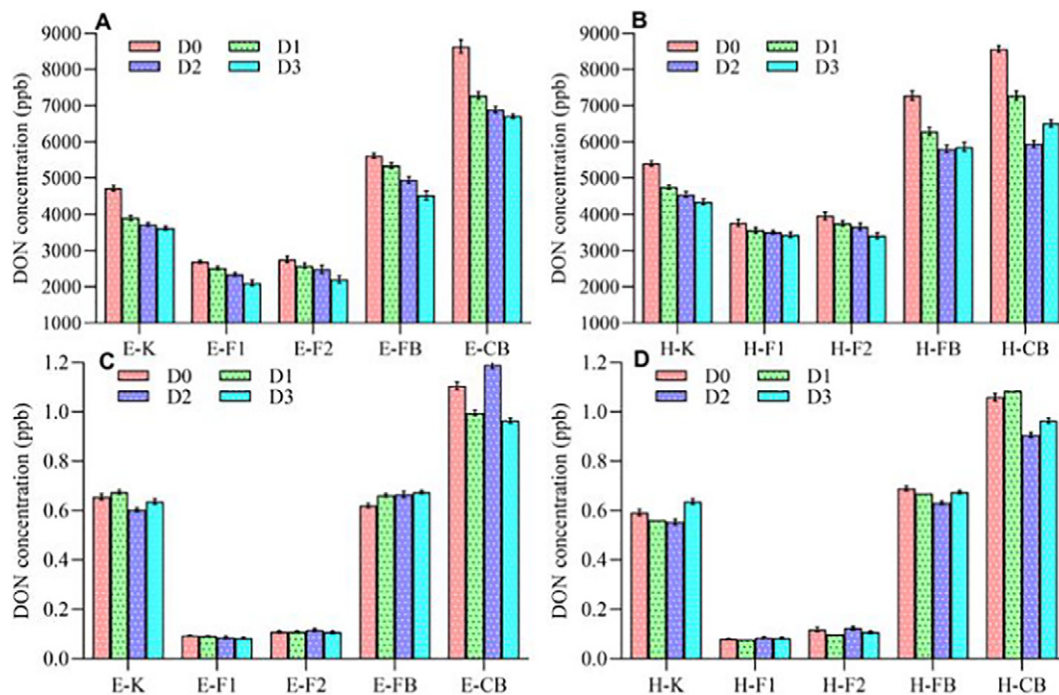 A
D0 D1
D2 D3
DON concentration (ppb)
9000
8000
7000
6000
5000
4000
3000
2000
1000
E-K E-F1 E-F2 E-FB E-CB
B
D0 D1
D2 D3
DON concentration (ppb)
9000
8000
7000
6000
5000
4000
3000
2000
1000
H-K H-F1 H-F2 H-FB H-CB
C
D0 D1
D2 D3
DON concentration (ppb)
1.2
1.0
0.8
0.6
0.4
0.2
0.0
E-K E-F1 E-F2 E-FB E-CB
D
D0 D1
D2 D3
DON concentration (ppb)
1.2
1.0
0.8
0.6
0.4
0.2
0.0
H-K H-F1 H-F2 H-FB H-CB